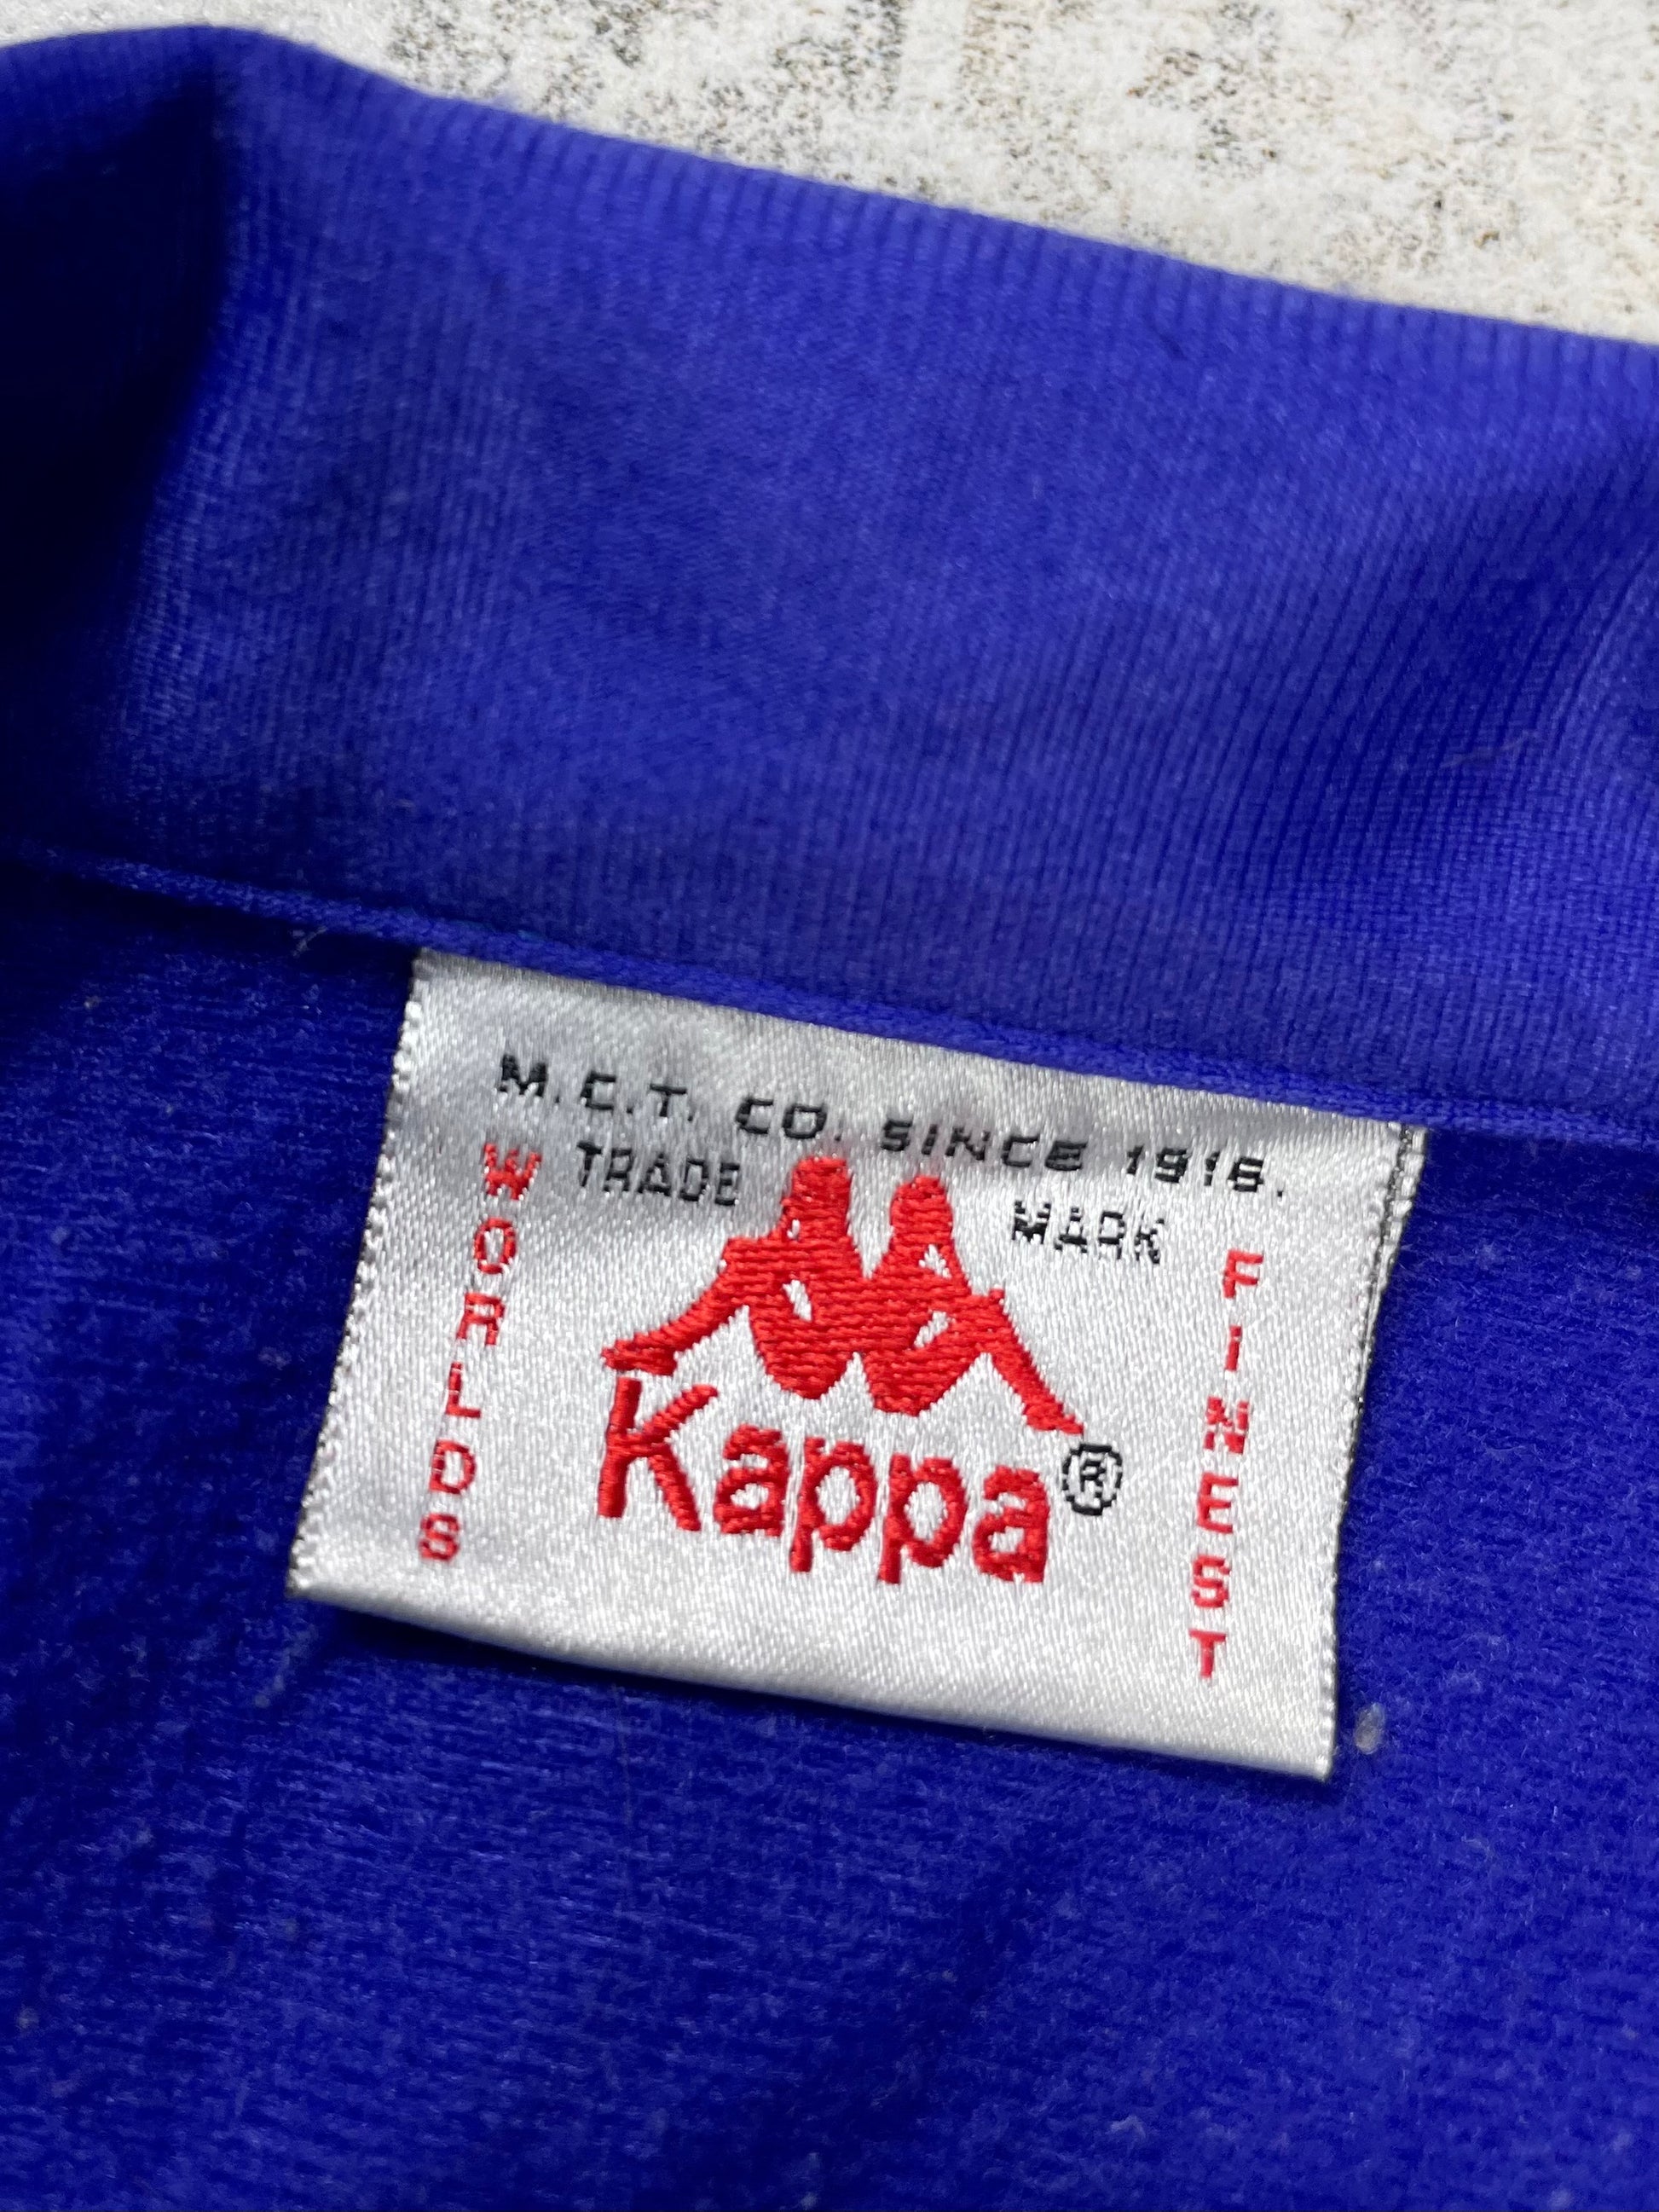 M.C.T. CO. SINCE 1916.
TRADE MARK
WORLDS
Kappa®
FINEST